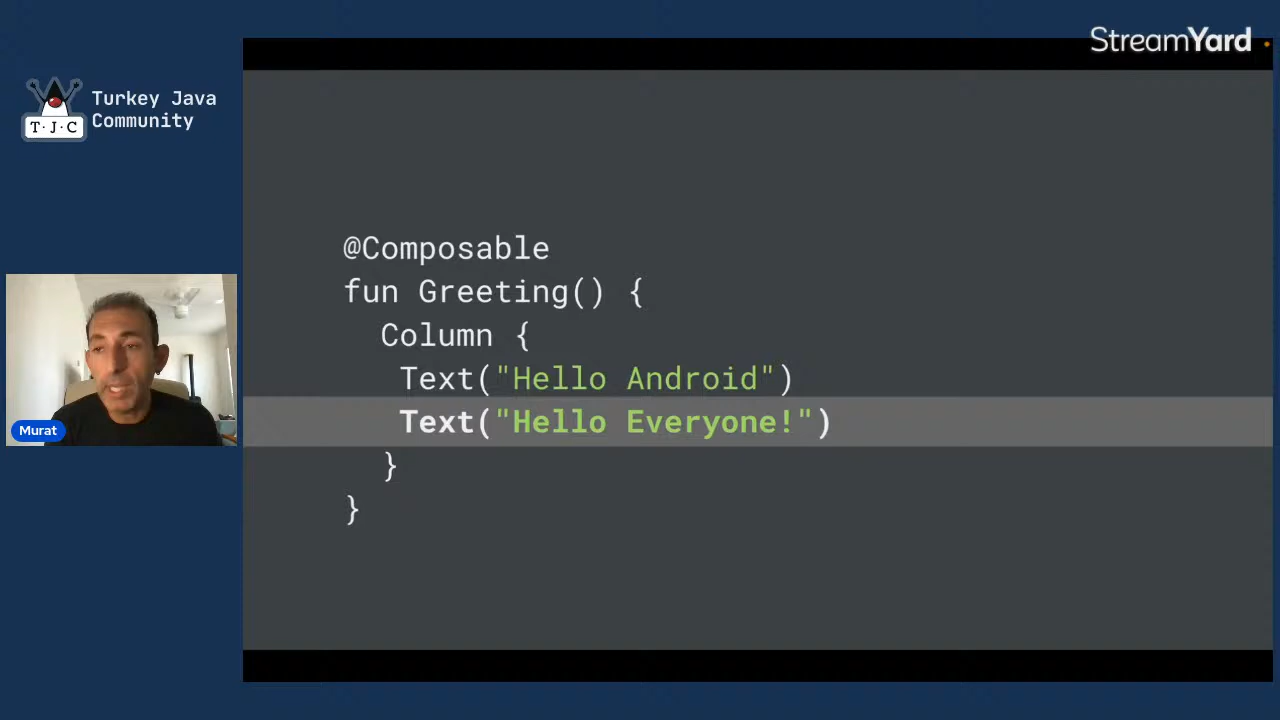 StreamYard
Turkey Java
Community
T·J·C
@Composable
fun Greeting() {
Column {
Text("Hello Android")
Text("Hello Everyone!")
}
}
Murat